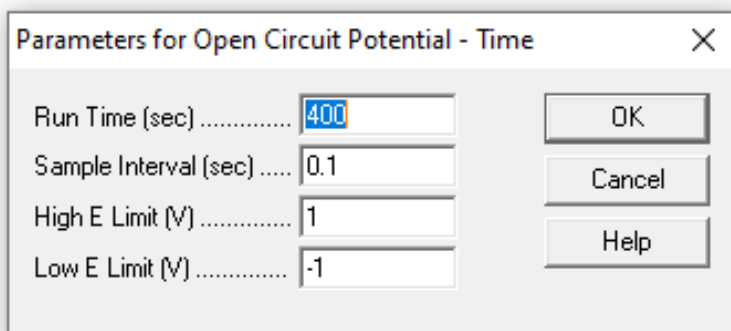 Parameters for Open Circuit Potential - Time
Run Time (sec) .............. 400
OK
Sample Interval (sec) ..... 0.1
Cancel
High E Limit (V) .............. 1
Help
Low E Limit (V) .............. -1